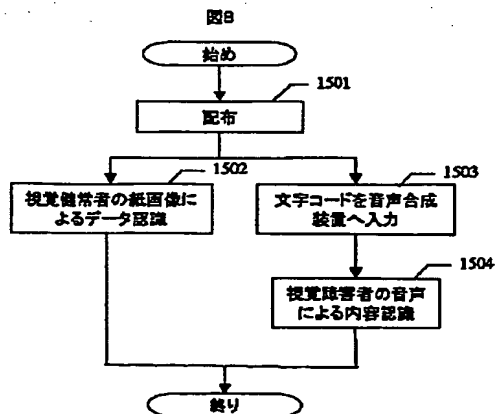 図8
始め
1501
配布
1502
視覚健常者の紙画像に
よるデータ認識
1503
文字コードを音声合成
装置へ入力
1504
視覚障害者の音声
による内容認識
終り